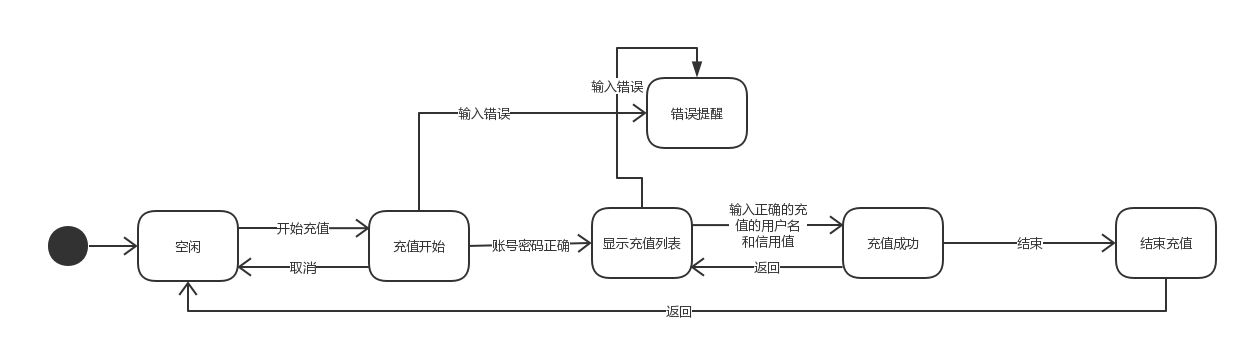 输入错误
输入错误
错误提醒
空闲
开始充值
取消
充值开始
账号密码正确
显示充值列表
输入正确的充
值的用户名
和信用值
返回
充值成功
结束
结束充值
返回